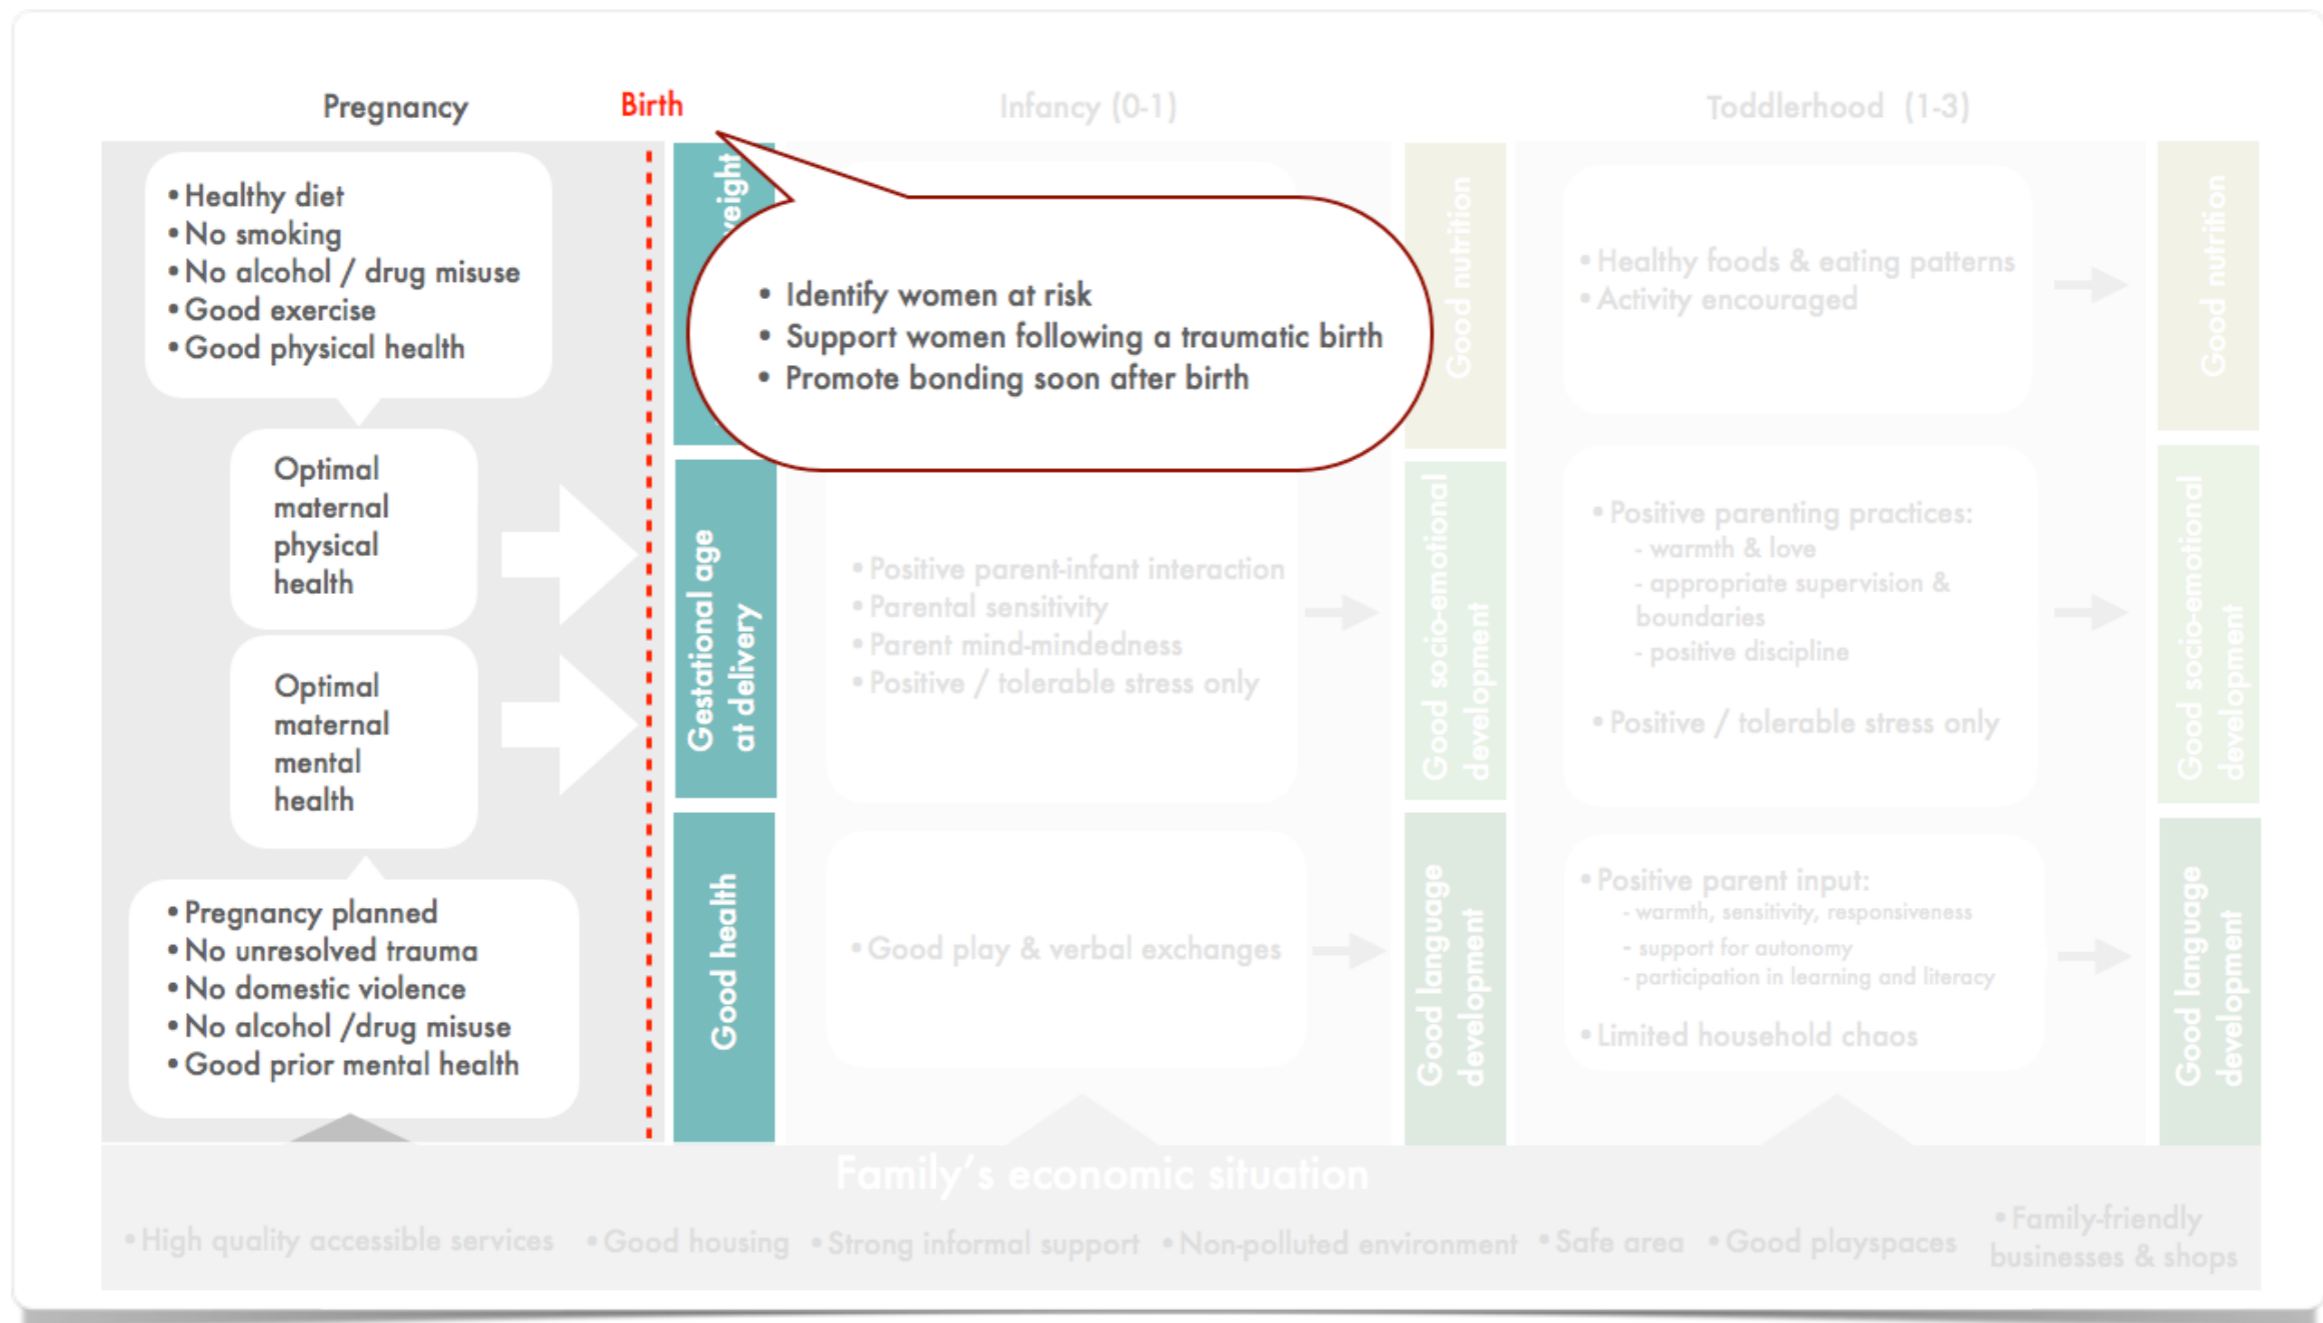 Pregnancy
Birth
Infancy (0-1)
Toddlerhood (1-3)
• Healthy diet
• No smoking
• No alcohol / drug misuse
• Good exercise
• Good physical health
Optimal
maternal
physical
health
Optimal
maternal
mental
health
• Pregnancy planned
• No unresolved trauma
• No domestic violence
• No alcohol /drug misuse
• Good prior mental health
Gestational age
at delivery
Good health
• Identify women at risk
• Support women following a traumatic birth
• Promote bonding soon after birth
• Positive parent-infant interaction
• Parental sensitivity
• Parent mind-mindedness
• Positive / tolerable stress only
• Good play & verbal exchanges
Good nutrition
Good socio-emotional
development
Good language
development
• Healthy foods & eating patterns
• Activity encouraged
• Positive parenting practices:
- warmth & love
- appropriate supervision &
boundaries
- positive discipline
• Positive / tolerable stress only
• Positive parent input:
- warmth, sensitivity, responsiveness
- support for autonomy
- participation in learning and literacy
• Limited household chaos
Good nutrition
Good socio-emotional
development
Good language
development
Family's economic situation
• High quality accessible services
• Good housing
• Strong informal support
• Non-polluted environment
• Safe area
• Good playspaces
• Family-friendly
businesses & shops